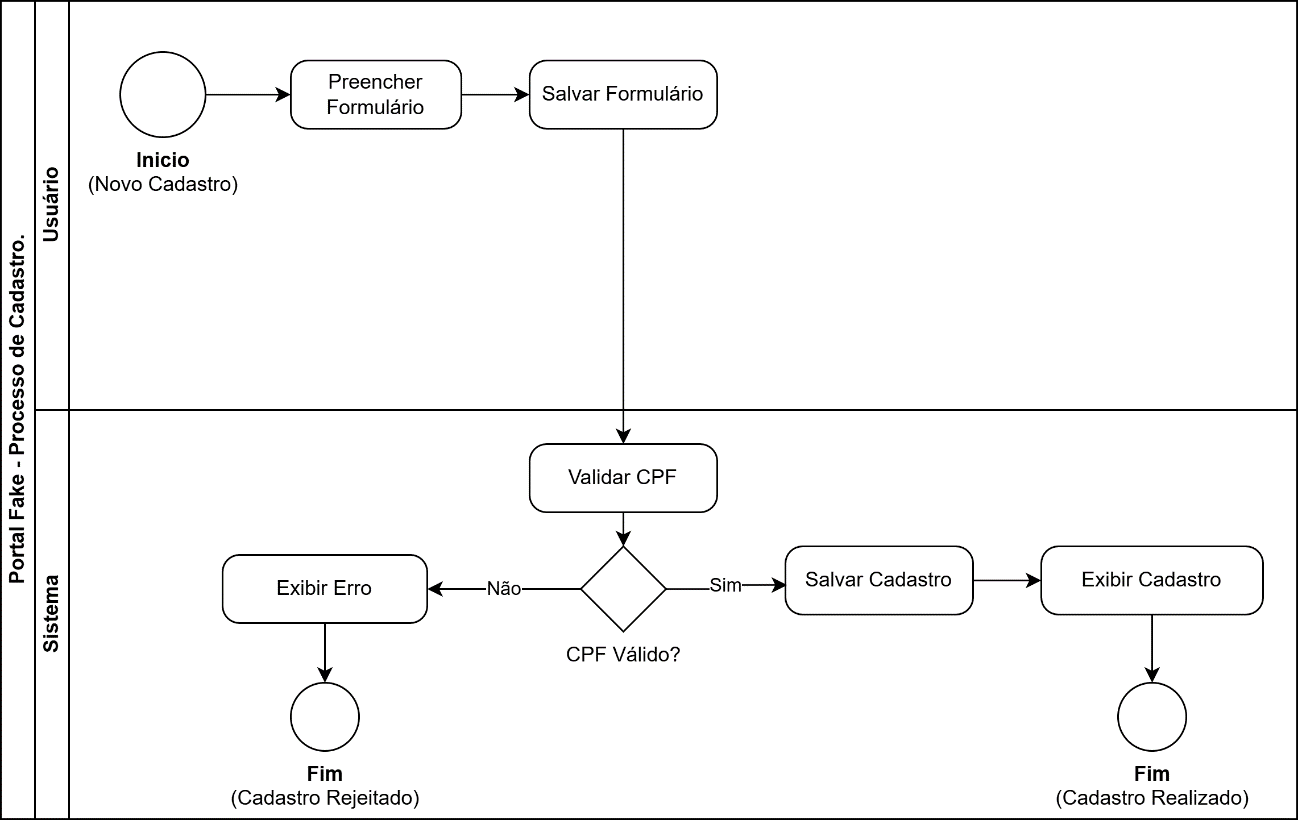 Portal Fake - Processo de Cadastro.
Usuário
Preencher
Formulário
Salvar Formulário
Inicio
(Novo Cadastro)
Sistema
Validar CPF
Exibir Erro
Não
Sim
Salvar Cadastro
Exibir Cadastro
CPF Válido?
Fim
(Cadastro Rejeitado)
Fim
(Cadastro Realizado)